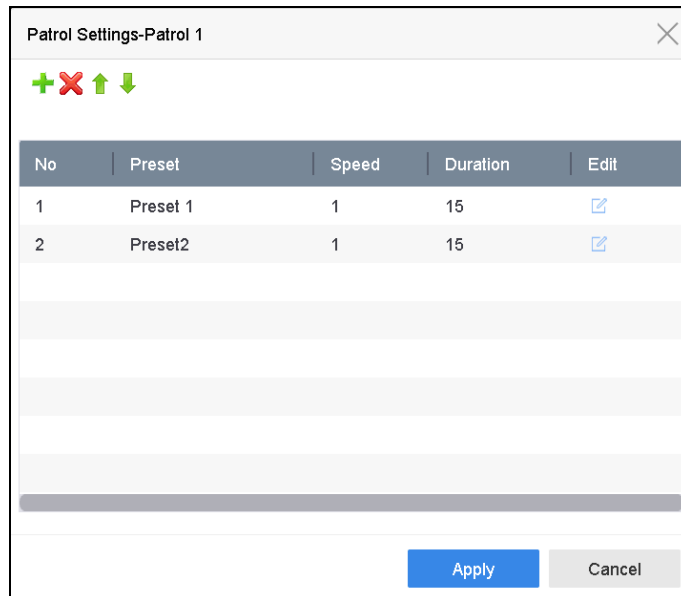 Patrol Settings-Patrol 1
No Preset Speed Duration Edit
1 Preset 1 1 15
2 Preset2 1 15
Apply Cancel